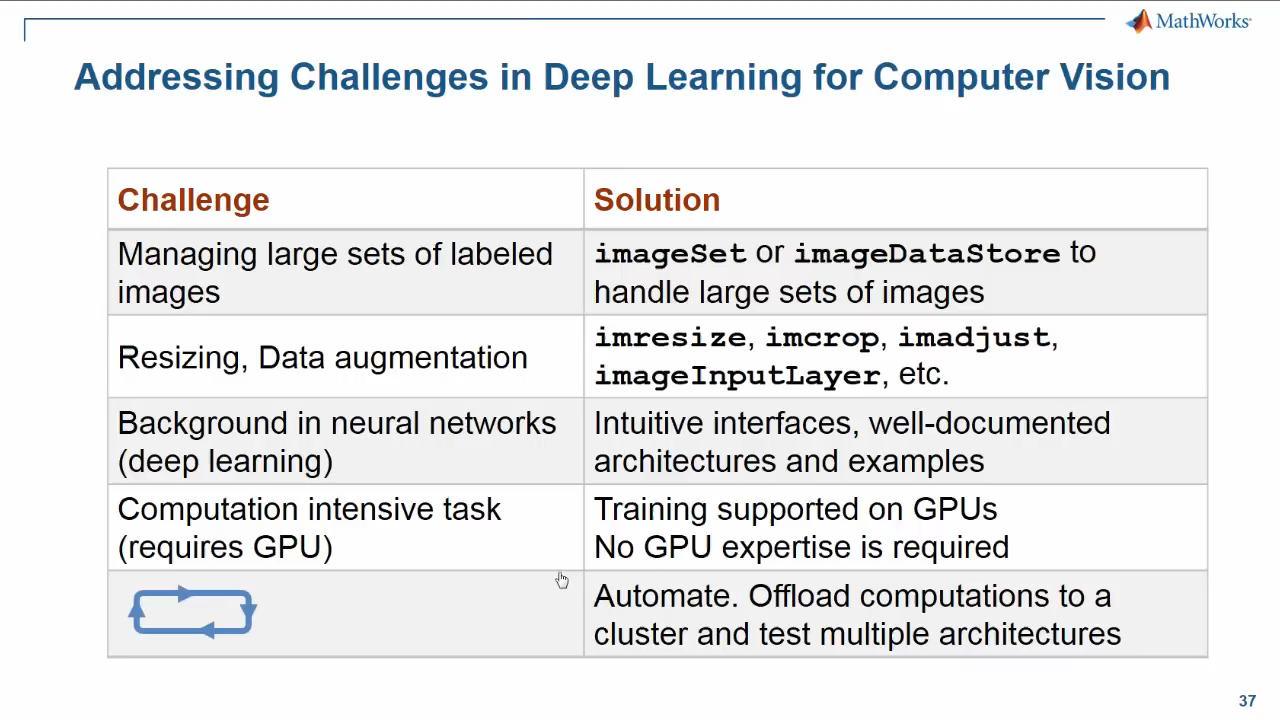 MathWorks®
Addressing Challenges in Deep Learning for Computer Vision
Challenge
Solution
Managing large sets of labeled
images
imageSet or imageDataStore to
handle large sets of images
Resizing, Data augmentation
imresize, imcrop, imadjust,
imageInputLayer, etc.
Background in neural networks
(deep learning)
Intuitive interfaces, well-documented
architectures and examples
Computation intensive task
(requires GPU)
Training supported on GPUs
No GPU expertise is required
Automate. Offload computations to a
cluster and test multiple architectures
37